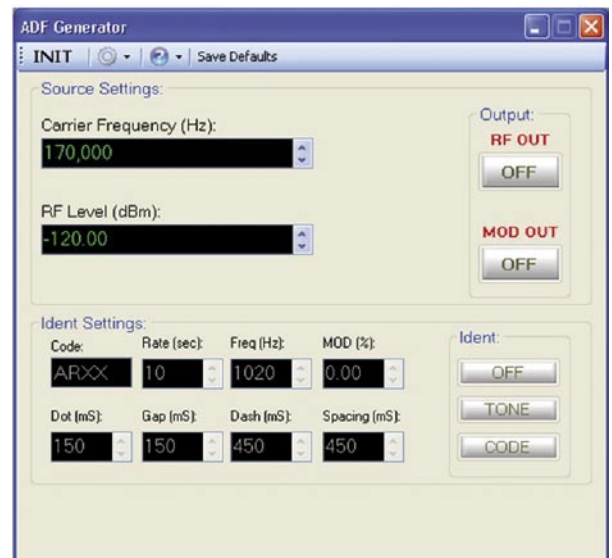 ADF Generator
INIT Save Defaults
Source Settings:
Carrier Frequency (Hz):
170,000
RF Level (dBm):
-120.00
Output:
RF OUT
OFF
MOD OUT
OFF
Ident Settings:
Code: Rate (sec): Freq (Hz): MOD (%):
ARXX 10 1020 0.00
Dot (mS): Gap (mS): Dash (mS): Spacing (mS):
150 150 450 450
Ident:
OFF
TONE
CODE